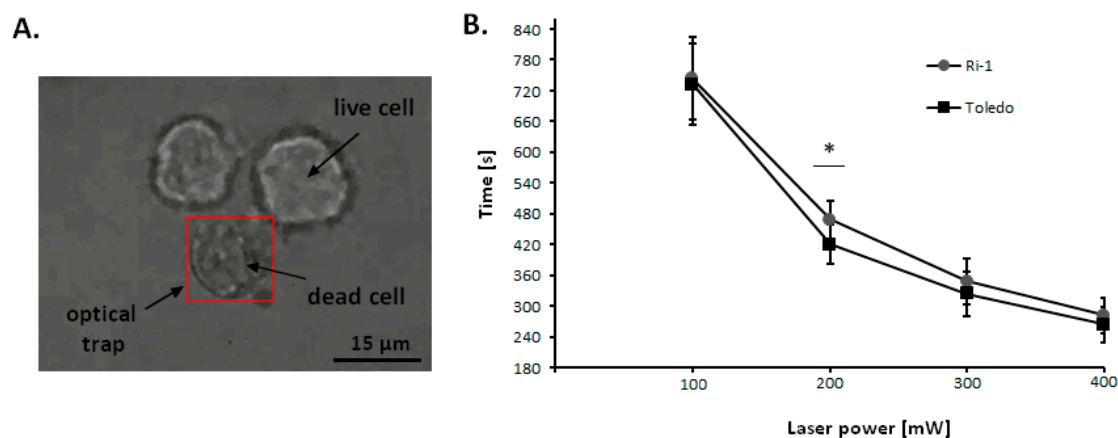 A.
live cell
dead cell
optical
trap
15 µm
B.
Time [s]
840
780
720
660
600
540
480
420
360
300
240
180
*
Ri-1
Toledo
100
200
300
400
Laser power [mW]